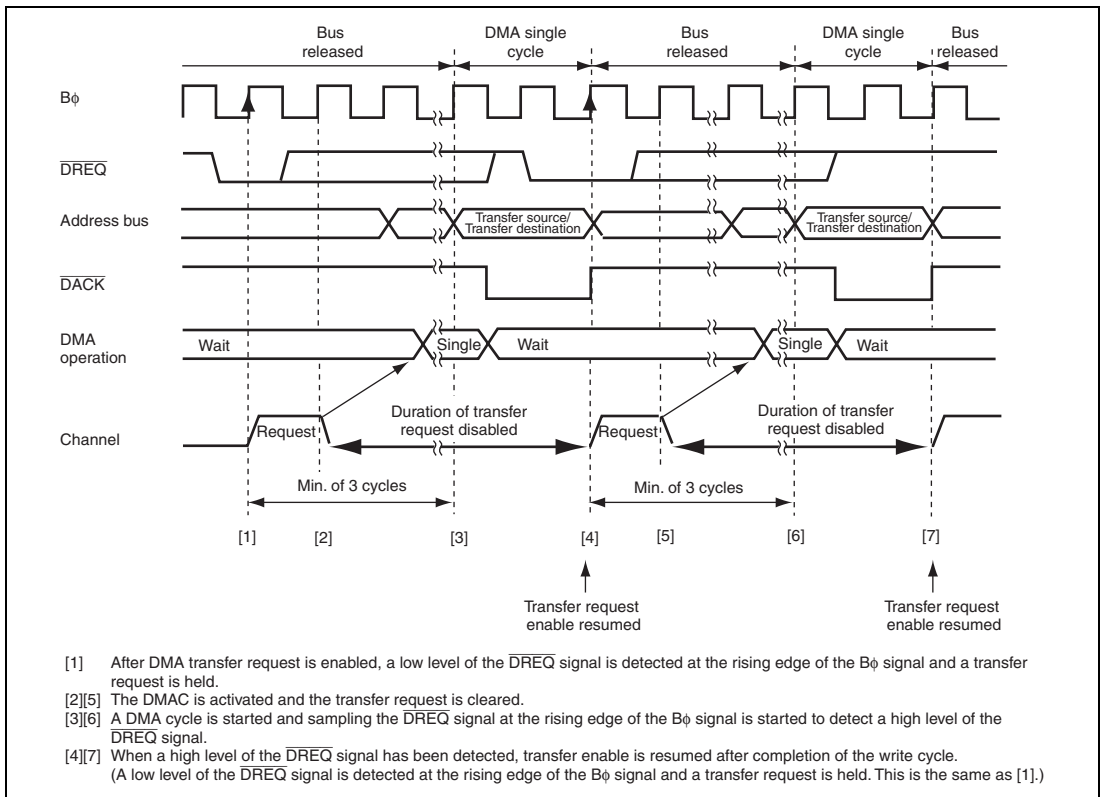 Bus released
DMA single cycle
Bus released
DMA single cycle
Bus released
Bφ
DREQ
Address bus
Transfer source/ Transfer destination
Transfer source/ Transfer destination
DACK
DMA operation
Wait
Single
Wait
Single
Wait
Channel
Request
Duration of transfer request disabled
Request
Duration of transfer request disabled
Min. of 3 cycles
Min. of 3 cycles
[1] [2] [3] [4] [5] [6] [7]
Transfer request enable resumed
Transfer request enable resumed
[1] After DMA transfer request is enabled, a low level of the DREQ signal is detected at the rising edge of the Bφ signal and a transfer
request is held.
[2][5] The DMAC is activated and the transfer request is cleared.
[3][6] A DMA cycle is started and sampling the DREQ signal at the rising edge of the Bφ signal is started to detect a high level of the
DREQ signal.
[4][7] When a high level of the DREQ signal has been detected, transfer enable is resumed after completion of the write cycle.
(A low level of the DREQ signal is detected at the rising edge of the Bφ signal and a transfer request is held. This is the same as [1].)